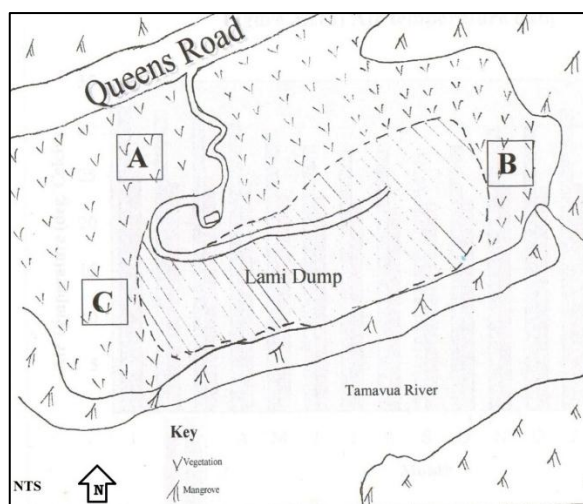 Queens Road
A
B
C
Lami Dump
Tamavua River
Key
Vegetation
Mangrove
NTS
N